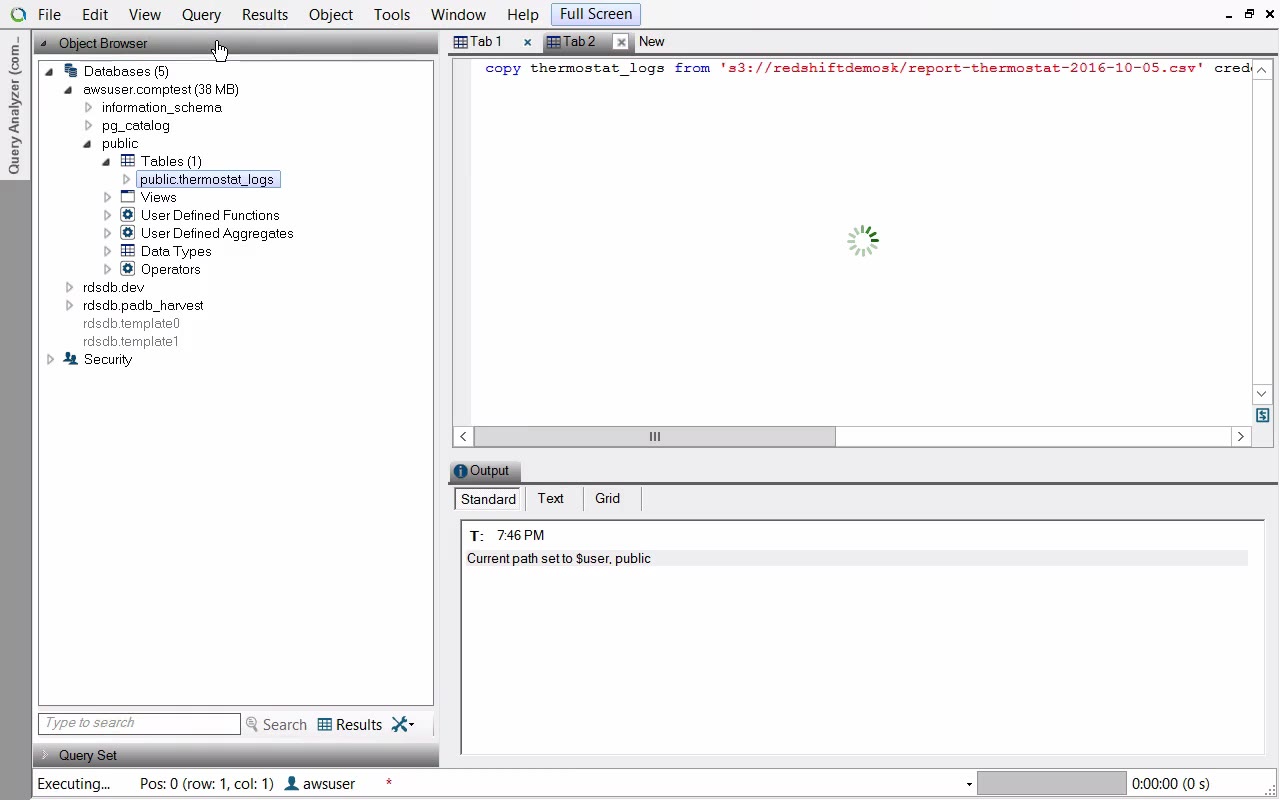 File Edit View Query Results Object Tools Window Help Full Screen
Query Analyzer (com...
Object Browser
Databases (5)
awsuser.comptest (38 MB)
information_schema
pg_catalog
public
Tables (1)
public.thermostat_logs
Views
User Defined Functions
User Defined Aggregates
Data Types
Operators
rdsdb.dev
rdsdb.padb_harvest
rdsdb.template0
rdsdb.template1
Security
Type to search Search Results
Query Set
Tab 1 Tab 2 New
copy thermostat_logs from 's3://redshiftdemosk/report-thermostat-2016-10-05.csv'
Output
Standard Text Grid
T: 7:46 PM
Current path set to $user, public
Executing... Pos: 0 (row: 1, col: 1) awsuser * 0:00:00 (0 s)